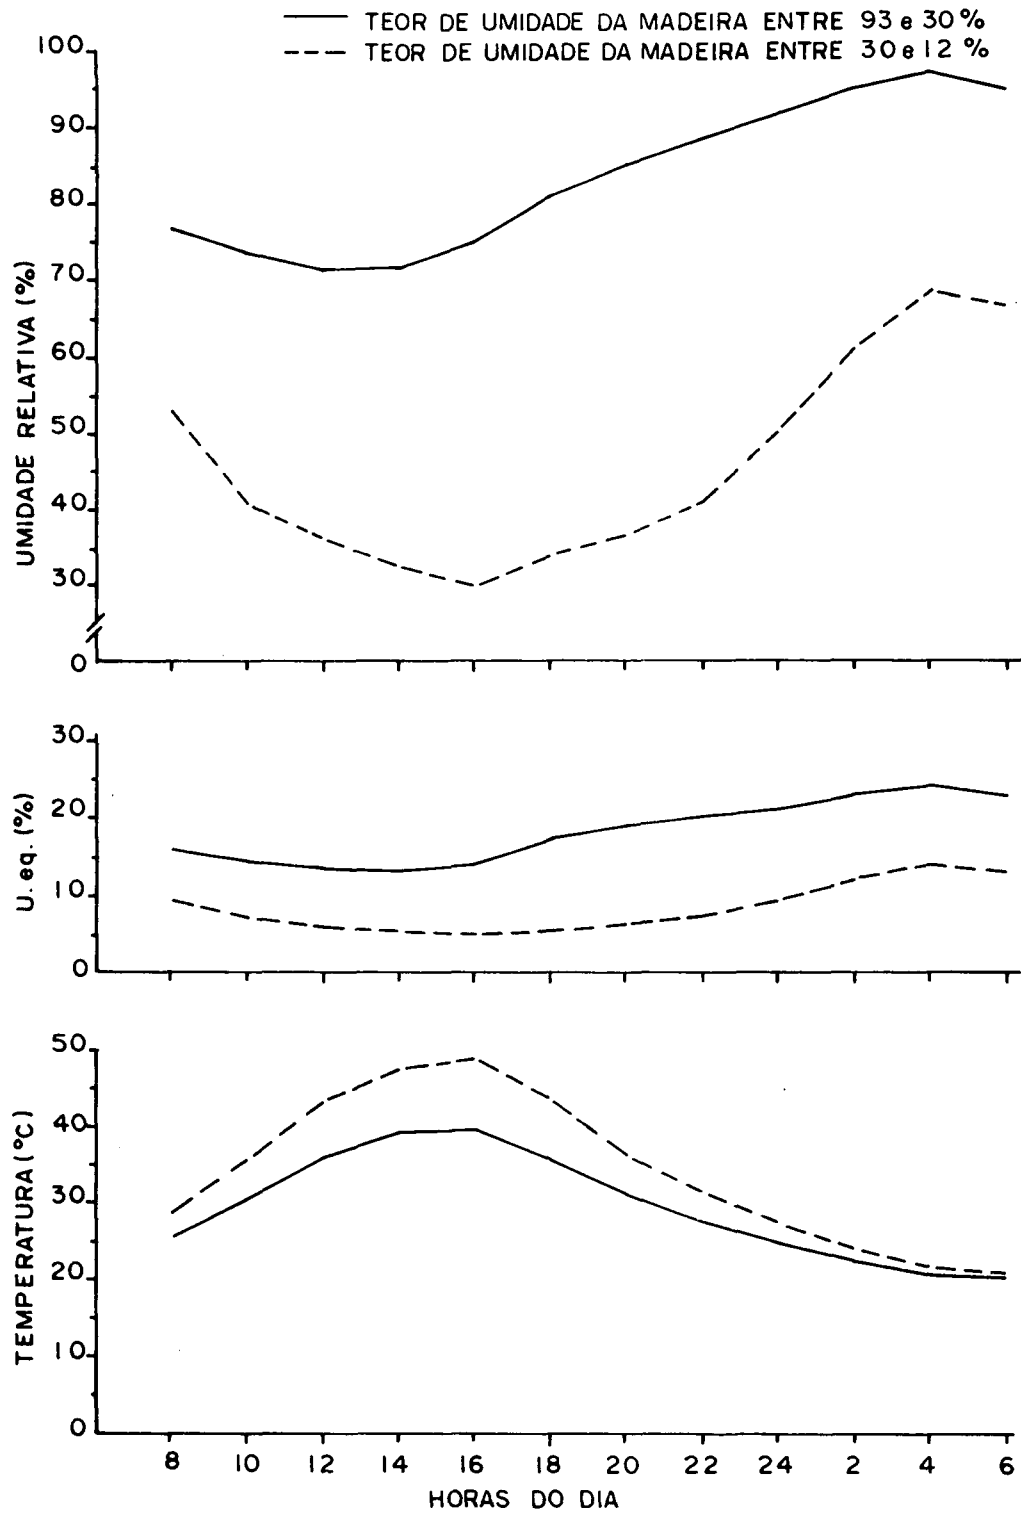 TEOR DE UMIDADE DA MADEIRA ENTRE 93 e 30 %
TEOR DE UMIDADE DA MADEIRA ENTRE 30 e 12 %
100
90
80
70
60
50
40
30
0
UMIDADE RELATIVA (%)
30
20
10
0
U. eq. (%)
50
40
30
20
10
0
TEMPERATURA (°C)
8 10 12 14 16 18 20 22 24 2 4 6
HORAS DO DIA